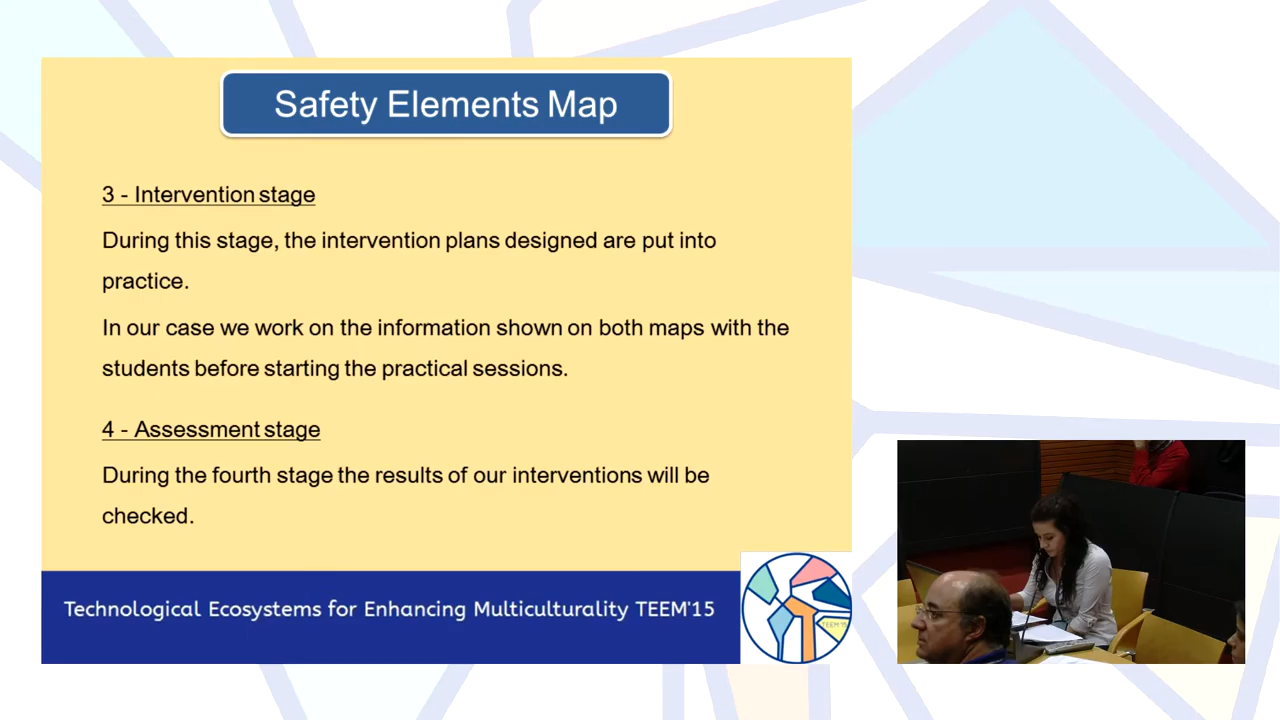 Safety Elements Map
3 - Intervention stage
During this stage, the intervention plans designed are put into
practice.
In our case we work on the information shown on both maps with the
students before starting the practical sessions.
4 - Assessment stage
During the fourth stage the results of our interventions will be
checked.
Technological Ecosystems for Enhancing Multiculturality TEEM'15
TEEM'15